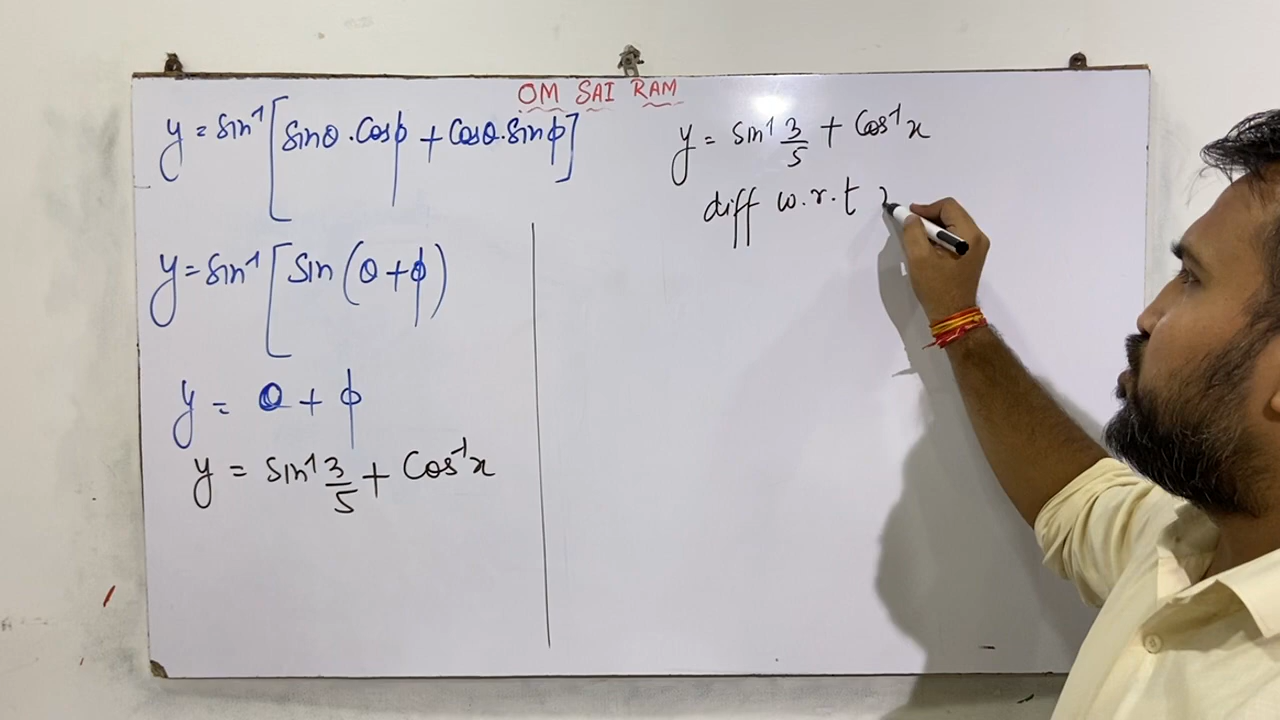 OM SAI RAM
y = Sin⁻¹ [Sinθ . Cosϕ + Cosθ . Sinϕ]
y = Sin⁻¹ [Sin (θ + ϕ)
y = θ + ϕ
y = Sin⁻¹ 3/5 + Cos⁻¹x
y = Sin⁻¹ 3/5 + Cos⁻¹x
diff w.r.t